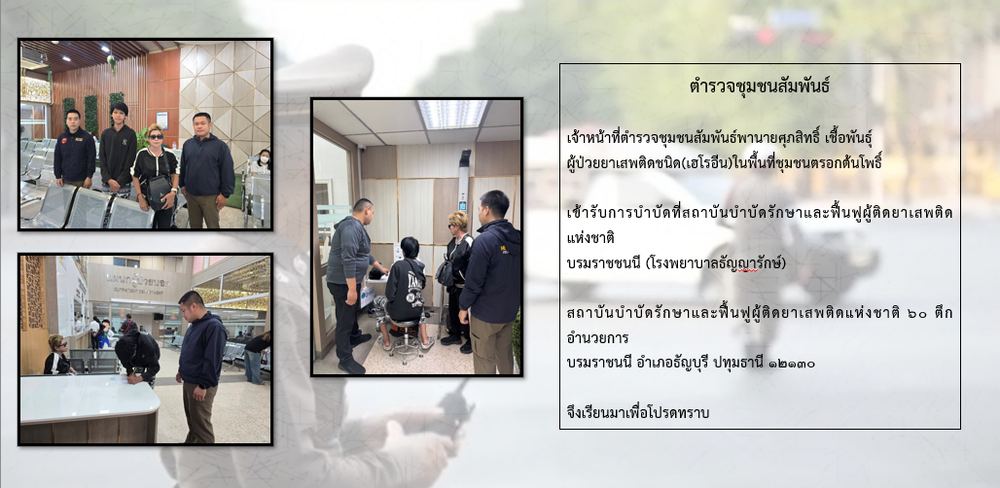 ตำรวจชุมชนสัมพันธ์
เจ้าหน้าที่ตำรวจชุมชนสัมพันธ์พานายศุภสิทธิ์ เชื้อพันธุ์
ผู้ป่วยยาเสพติดชนิด(เฮโรอีน)ในพื้นที่ชุมชนตรอกต้นโพธิ์
เข้ารับการบำบัดที่สถาบันบำบัดรักษาและฟื้นฟูผู้ติดยาเสพติด
แห่งชาติ
บรมราชชนนี (โรงพยาบาลธัญญารักษ์)
สถาบันบำบัดรักษาและฟื้นฟูผู้ติดยาเสพติดแห่งชาติ ๖๐ ตึก
อำนวยการ
บรมราชนนี อำเภอธัญบุรี ปทุมธานี ๑๒๑๓๐
จึงเรียนมาเพื่อโปรดทราบ
แผนกผู้ป่วยนอก